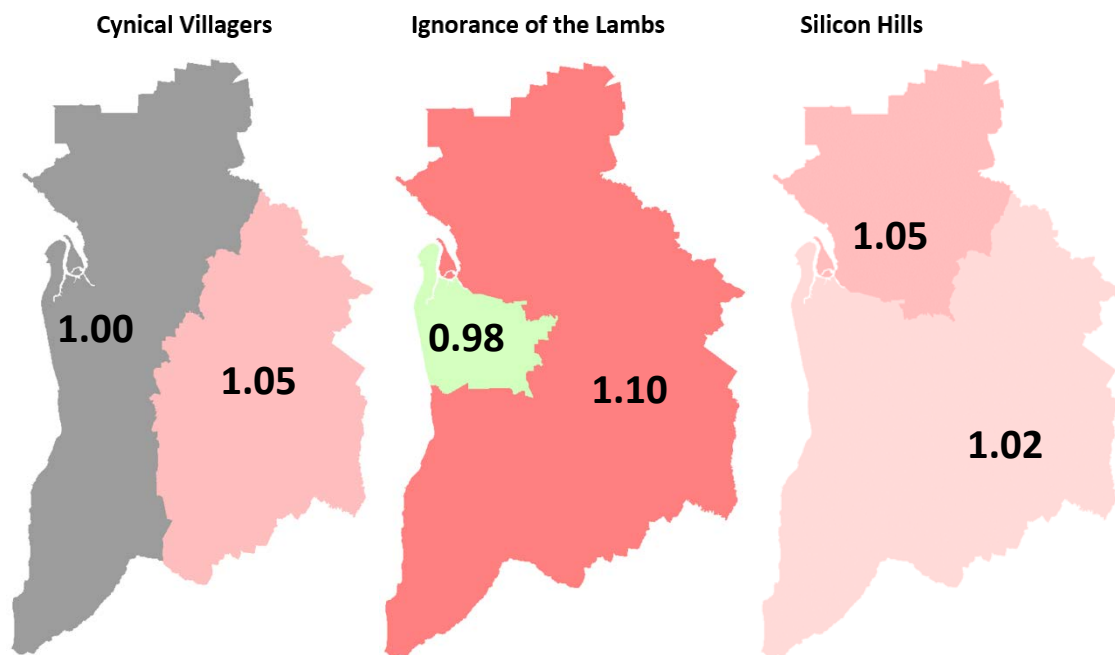 Cynical Villagers
Ignorance of the Lambs
Silicon Hills
1.00
1.05
0.98
1.10
1.05
1.02